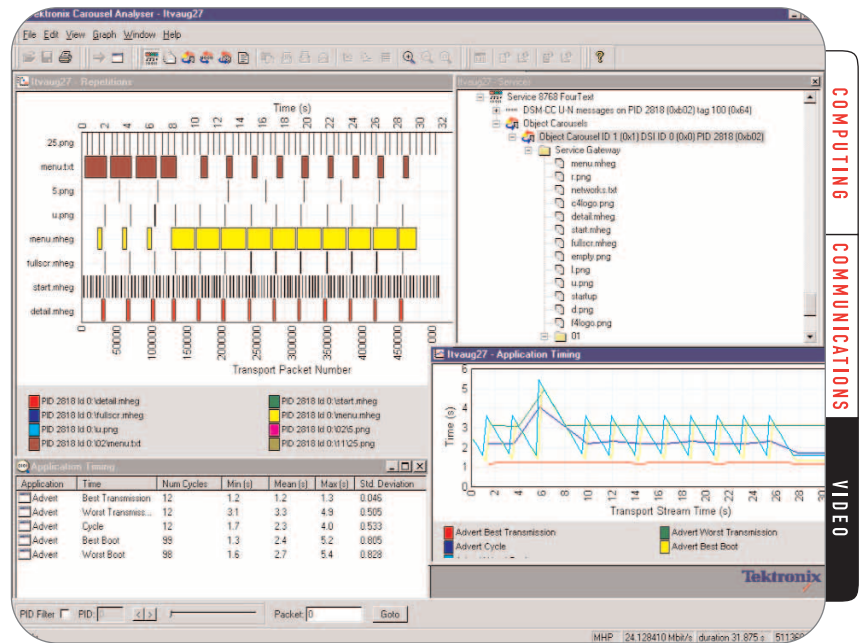 Tektronix Carousel Analyser - Itvaug27
File Edit View Graph Window Help
Itvaug27 - Repetitions
Time (s)
0 2 4 6 8 10 12 14 16 18 20 22 24 26 28 30 32
25.png
menu.txt
5.png
u.png
menu.mheg
fullscr.mheg
start.mheg
detail.mheg
0 50000 100000 150000 200000 250000 300000 350000 400000 450000 000
Transport Packet Number
PID 2818 Id 0:\detail.mheg
PID 2818 Id 0:\fullscr.mheg
PID 2818 Id 0:\u.png
PID 2818 Id 0:\02\menu.txt
PID 2818 Id 0:\start.mheg
PID 2818 Id 0:\menu.mheg
PID 2818 Id 0:\02\5.png
PID 2818 Id 0:\11\25.png
Itvaug27 - Services
Service 8768 FourText
DSM-CC U-N messages on PID 2818 (0xb02) tag 100 (0x64)
Object Carousels
Object Carousel ID 1 (0x1) DSI ID 0 (0x0) PID 2818 (0xb02)
Service Gateway
menu.mheg
r.png
networks.txt
c4logo.png
detail.mheg
start.mheg
fullscr.mheg
empty.png
l.png
u.png
startup
d.png
f4logo.png
01
Itvaug27 - Application Timing
Time (s)
6
5
4
3
2
1
0
0 2 4 6 8 10 12 14 16 18 20 22 24 26 28 30
Transport Stream Time (s)
Advert Best Transmission
Advert Cycle
Advert Worst Transmission
Advert Best Boot
Application Timing
Application Time Num Cycles Min (s) Mean (s) Max (s) Std. Deviation
Advert Best Transmission 12 1.2 1.2 1.3 0.046
Advert Worst Transmiss... 12 3.1 3.3 4.9 0.505
Advert Cycle 12 1.7 2.3 4.0 0.533
Advert Best Boot 99 1.3 2.4 5.2 0.805
Advert Worst Boot 98 1.6 2.7 5.4 0.828
Tektronix
PID Filter PID: < > Packet: 0 Goto
MHP 24.128410 Mbit/s duration 31.875 s
COMPUTING
COMMUNICATIONS
VIDEO